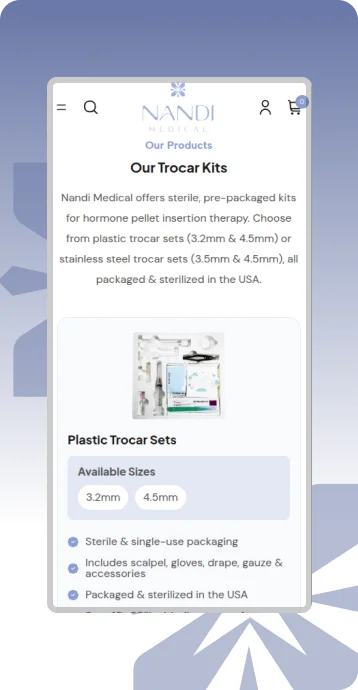 0
NANDI
MEDICAL
Our Products
Our Trocar Kits
Nandi Medical offers sterile, pre-packaged kits
for hormone pellet insertion therapy. Choose
from plastic trocar sets (3.2mm & 4.5mm) or
stainless steel trocar sets (3.5mm & 4.5mm), all
packaged & sterilized in the USA.
Plastic Trocar Sets
Available Sizes
3.2mm 4.5mm
Sterile & single-use packaging
Includes scalpel, gloves, drape, gauze &
accessories
Packaged & sterilized in the USA